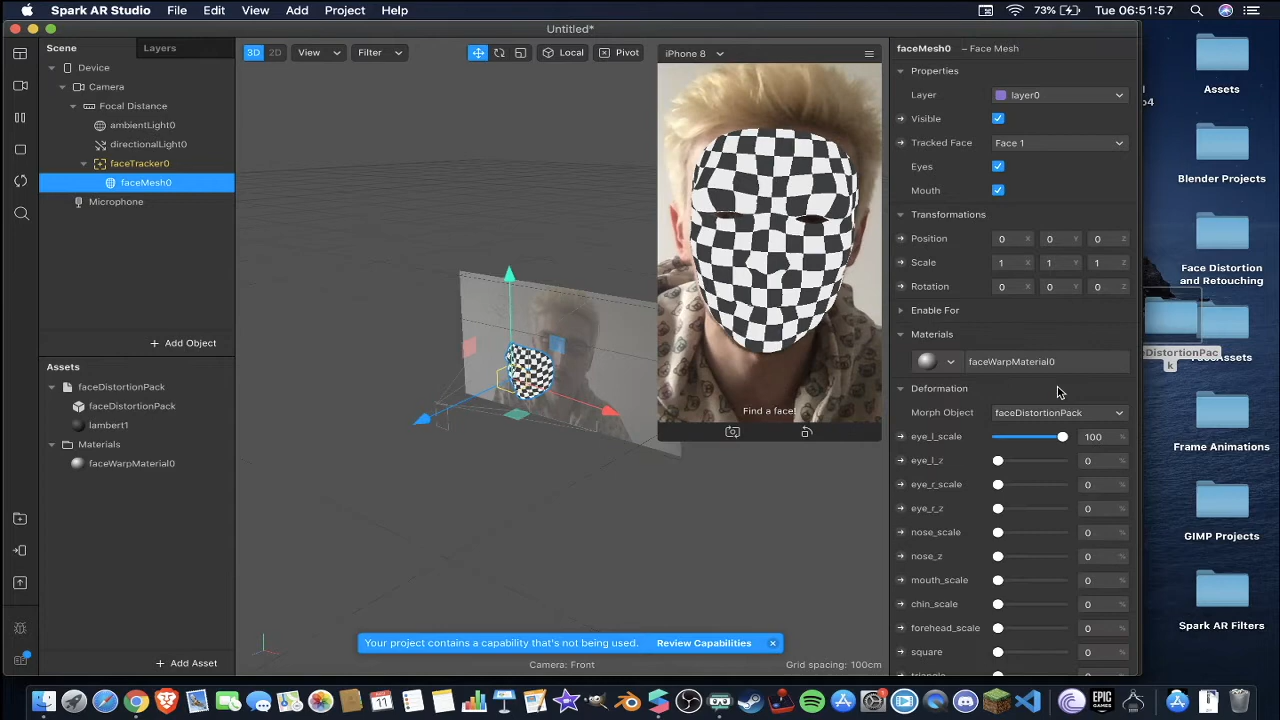 Spark AR Studio File Edit View Add Project Help 73% Tue 06:51:57
Untitled*
Scene Layers
Device
Camera
Focal Distance
ambientLight0
directionalLight0
faceTracker0
faceMesh0
Microphone
Add Object
Assets
faceDistortionPack
faceDistortionPack
lambert1
Materials
faceWarpMaterial0
Add Asset
3D 2D View Filter Local Pivot
iPhone 8
Find a face!
Your project contains a capability that's not being used. Review Capabilities
Camera: Front Grid spacing: 100cm
faceMesh0 – Face Mesh
Properties
Layer layer0
Visible
Tracked Face Face 1
Eyes
Mouth
Transformations
Position 0 X 0 Y 0 Z
Scale 1 X 1 Y 1 Z
Rotation 0 X 0 Y 0 Z
Enable For
Materials
faceWarpMaterial0
Deformation
Morph Object faceDistortionPack
eye_l_scale 100 %
eye_l_z 0 %
eye_r_scale 0 %
eye_r_z 0 %
nose_scale 0 %
nose_z 0 %
mouth_scale 0 %
chin_scale 0 %
forehead_scale 0 %
square 0 %
Assets
p4
Blender Projects
Face Distortion
and Retouching
eDistortionPac
k
Assets
Frame Animations
GIMP Projects
Spark AR Filters
EPIC
GAMES